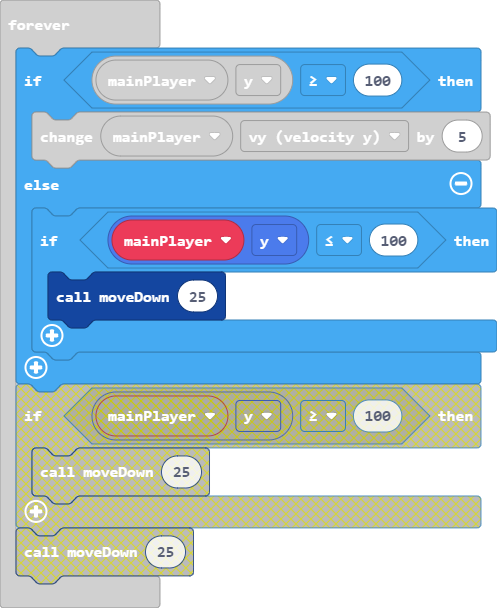 forever
if mainPlayer y ≥ 100 then
change mainPlayer vy (velocity y) by 5
else
if mainPlayer y ≤ 100 then
call moveDown 25
if mainPlayer y ≥ 100 then
call moveDown 25
call moveDown 25